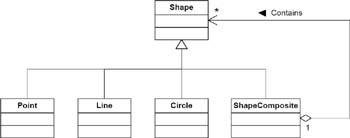 Shape
*
◄ Contains
Point
Line
Circle
ShapeComposite
1